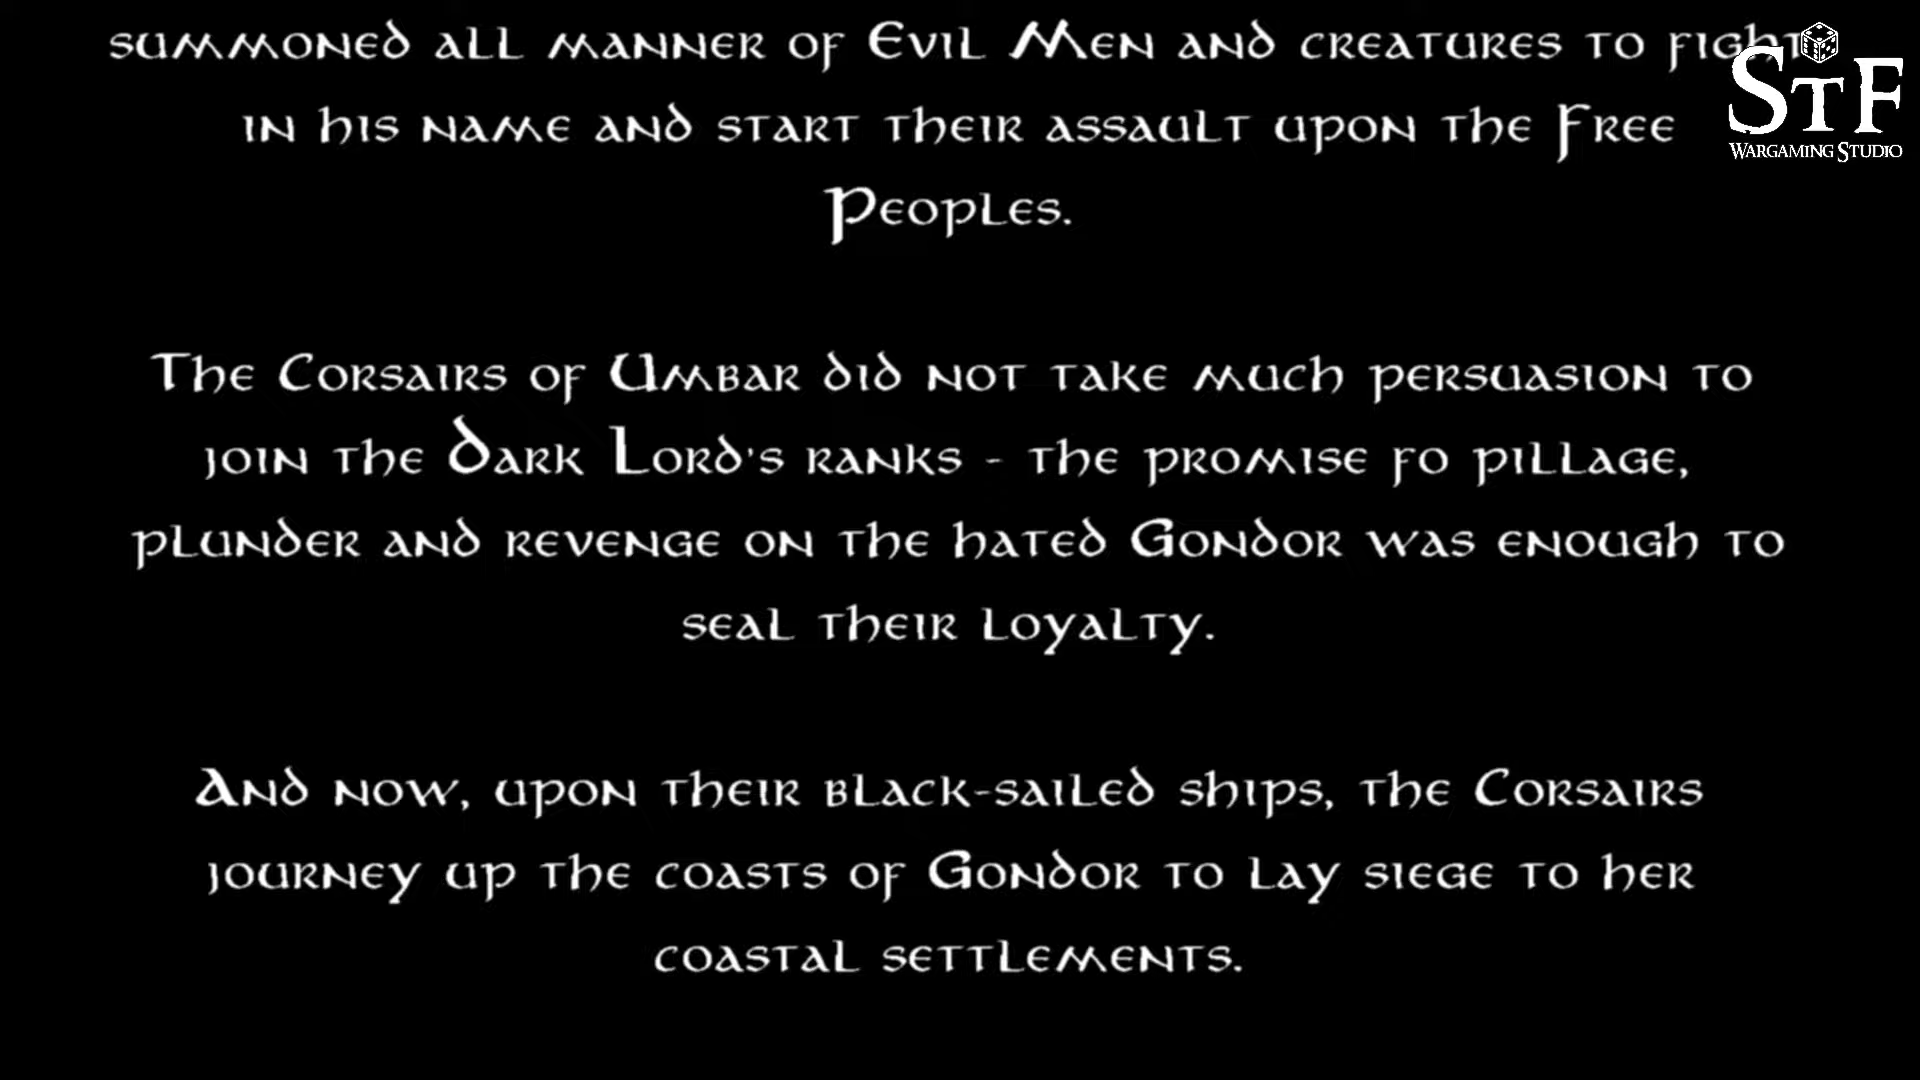 summoned all manner of Evil Men and creatures to fight
in his name and start their assault upon the Free
Peoples.
The Corsairs of Umbar did not take much persuasion to
join the Dark Lord's ranks - the promise fo pillage,
plunder and revenge on the hated Gondor was enough to
seal their loyalty.
And now, upon their black-sailed ships, the Corsairs
journey up the coasts of Gondor to lay siege to her
coastal settlements.
STF
Wargaming Studio